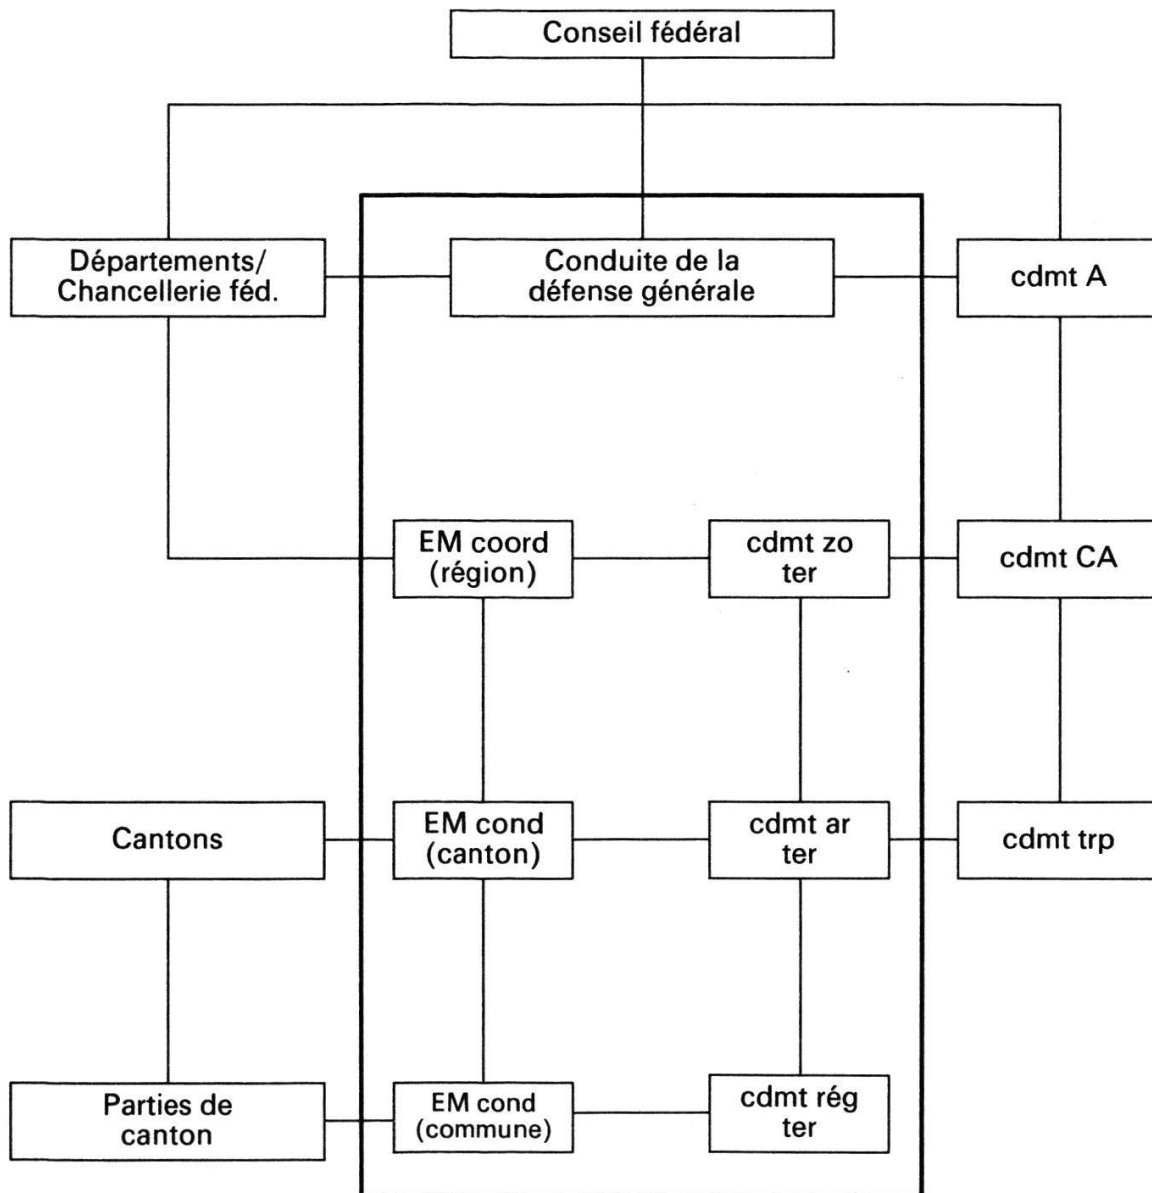 Conseil fédéral
Départements/
Chancellerie féd.
Conduite de la
défense générale
cdmt A
EM coord
(région)
cdmt zo
ter
cdmt CA
Cantons
EM cond
(canton)
cdmt ar
ter
cdmt trp
Parties de
canton
EM cond
(commune)
cdmt rég
ter